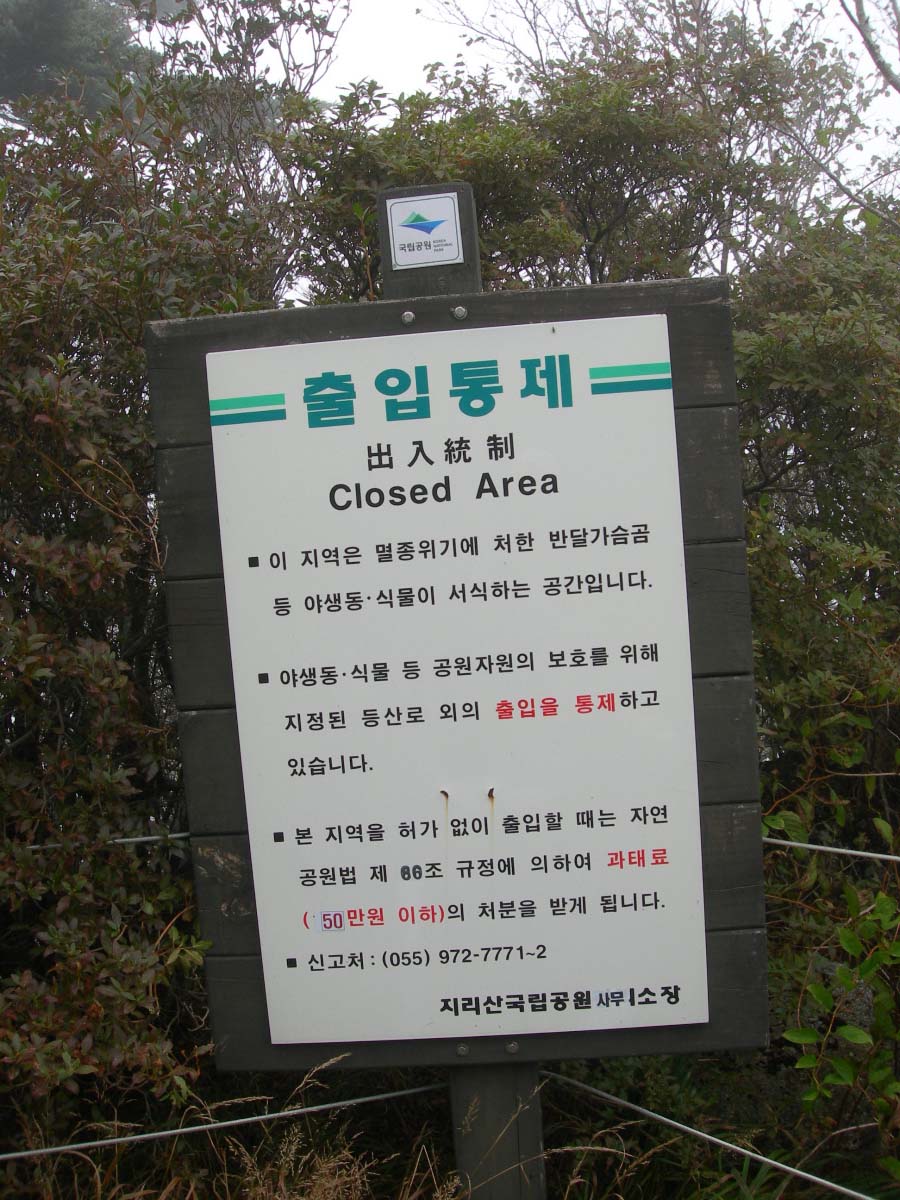 국립공원 KOREA NATIONAL PARK
출입통제
出入統制
Closed Area
■ 이 지역은 멸종위기에 처한 반달가슴곰
등 야생동·식물이 서식하는 공간입니다.
■ 야생동·식물 등 공원자원의 보호를 위해
지정된 등산로 외의 출입을 통제하고
있습니다.
■ 본 지역을 허가 없이 출입할 때는 자연
공원법 제 86조 규정에 의하여 과태료
( 50만원 이하)의 처분을 받게 됩니다.
■ 신고처 : (055) 972-7771~2
지리산국립공원 사무소장